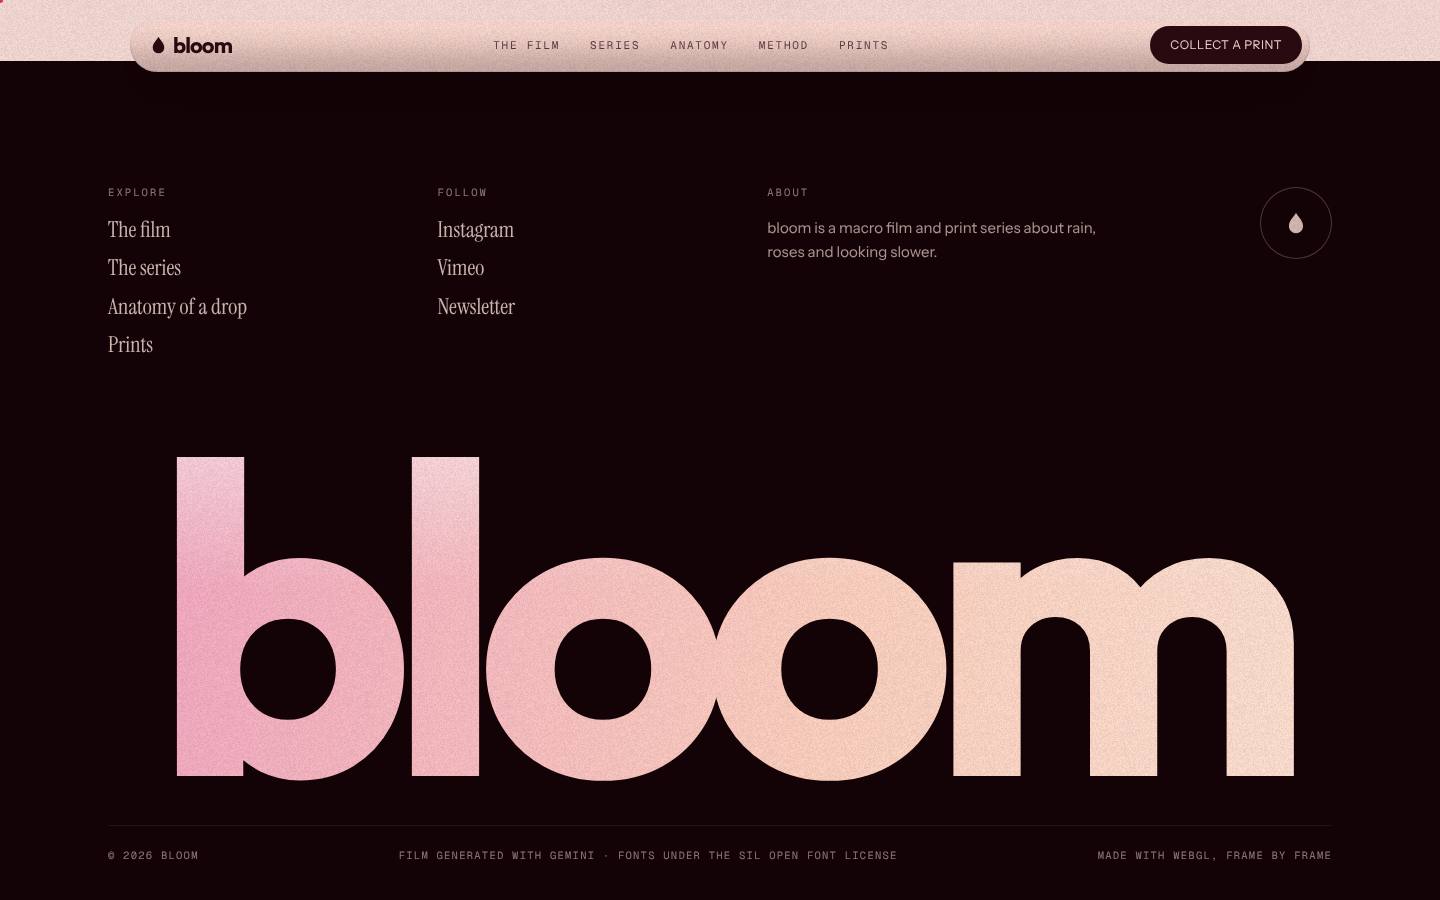 bloom
THE FILM
SERIES
ANATOMY
METHOD
PRINTS
COLLECT A PRINT
EXPLORE
The film
The series
Anatomy of a drop
Prints
FOLLOW
Instagram
Vimeo
Newsletter
ABOUT
bloom is a macro film and print series about rain,
roses and looking slower.
bloom
© 2026 BLOOM
FILM GENERATED WITH GEMINI · FONTS UNDER THE SIL OPEN FONT LICENSE
MADE WITH WEBGL, FRAME BY FRAME